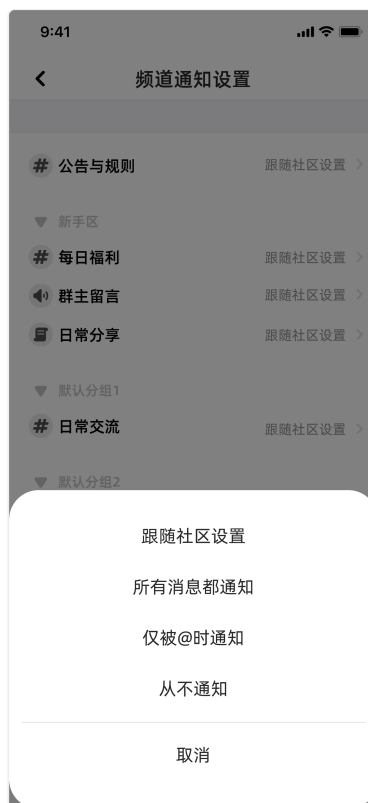 9:41
频道通知设置
公告与规则 跟随社区设置
新手区
每日福利 跟随社区设置
群主留言 跟随社区设置
日常分享 跟随社区设置
默认分组1
日常交流 跟随社区设置
默认分组2
跟随社区设置
所有消息都通知
仅被@时通知
从不通知
取消